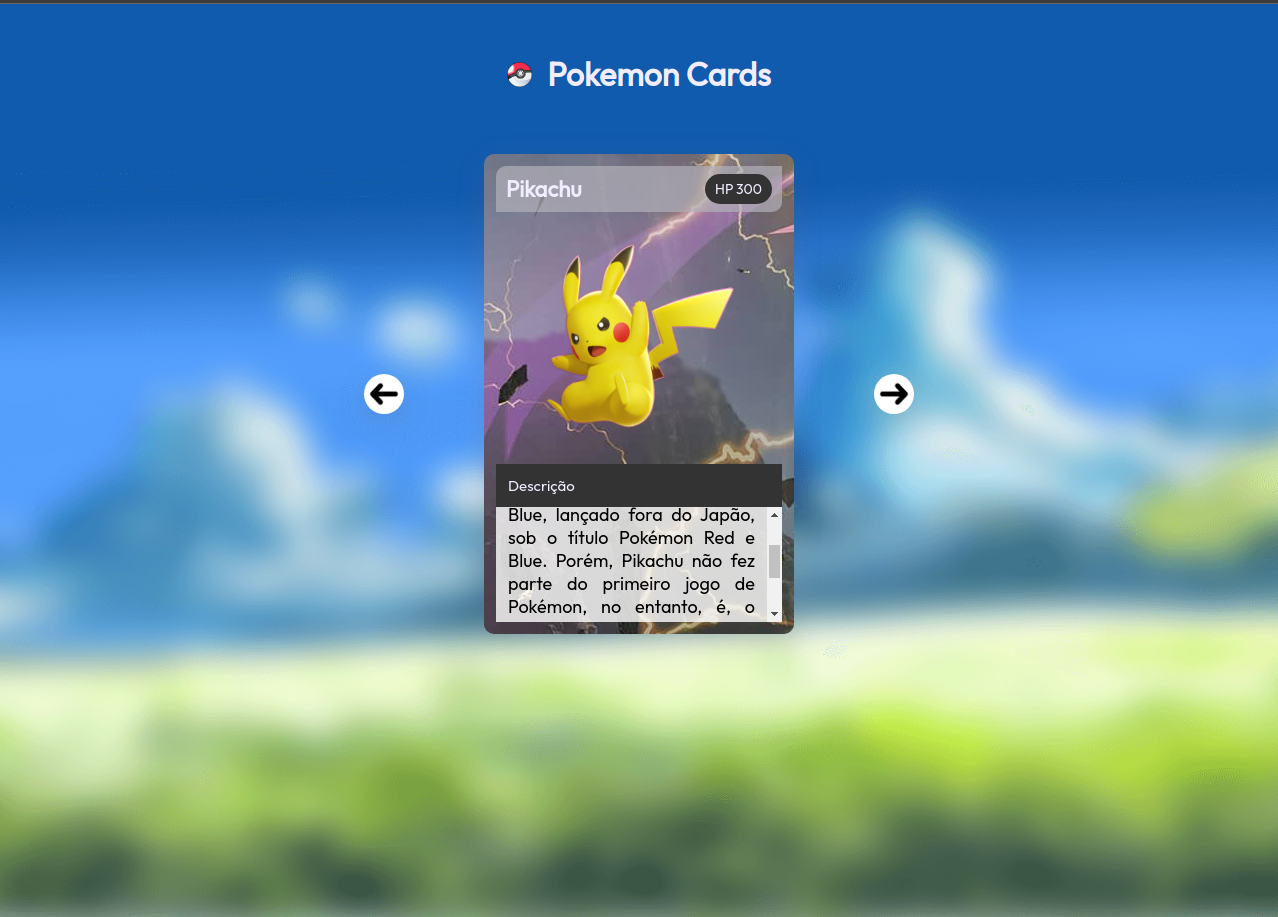 Pokemon Cards
Pikachu
HP 300
Descrição
Blue, lançado fora do Japão,
sob o título Pokémon Red e
Blue. Porém, Pikachu não fez
parte do primeiro jogo de
Pokémon, no entanto, é, o